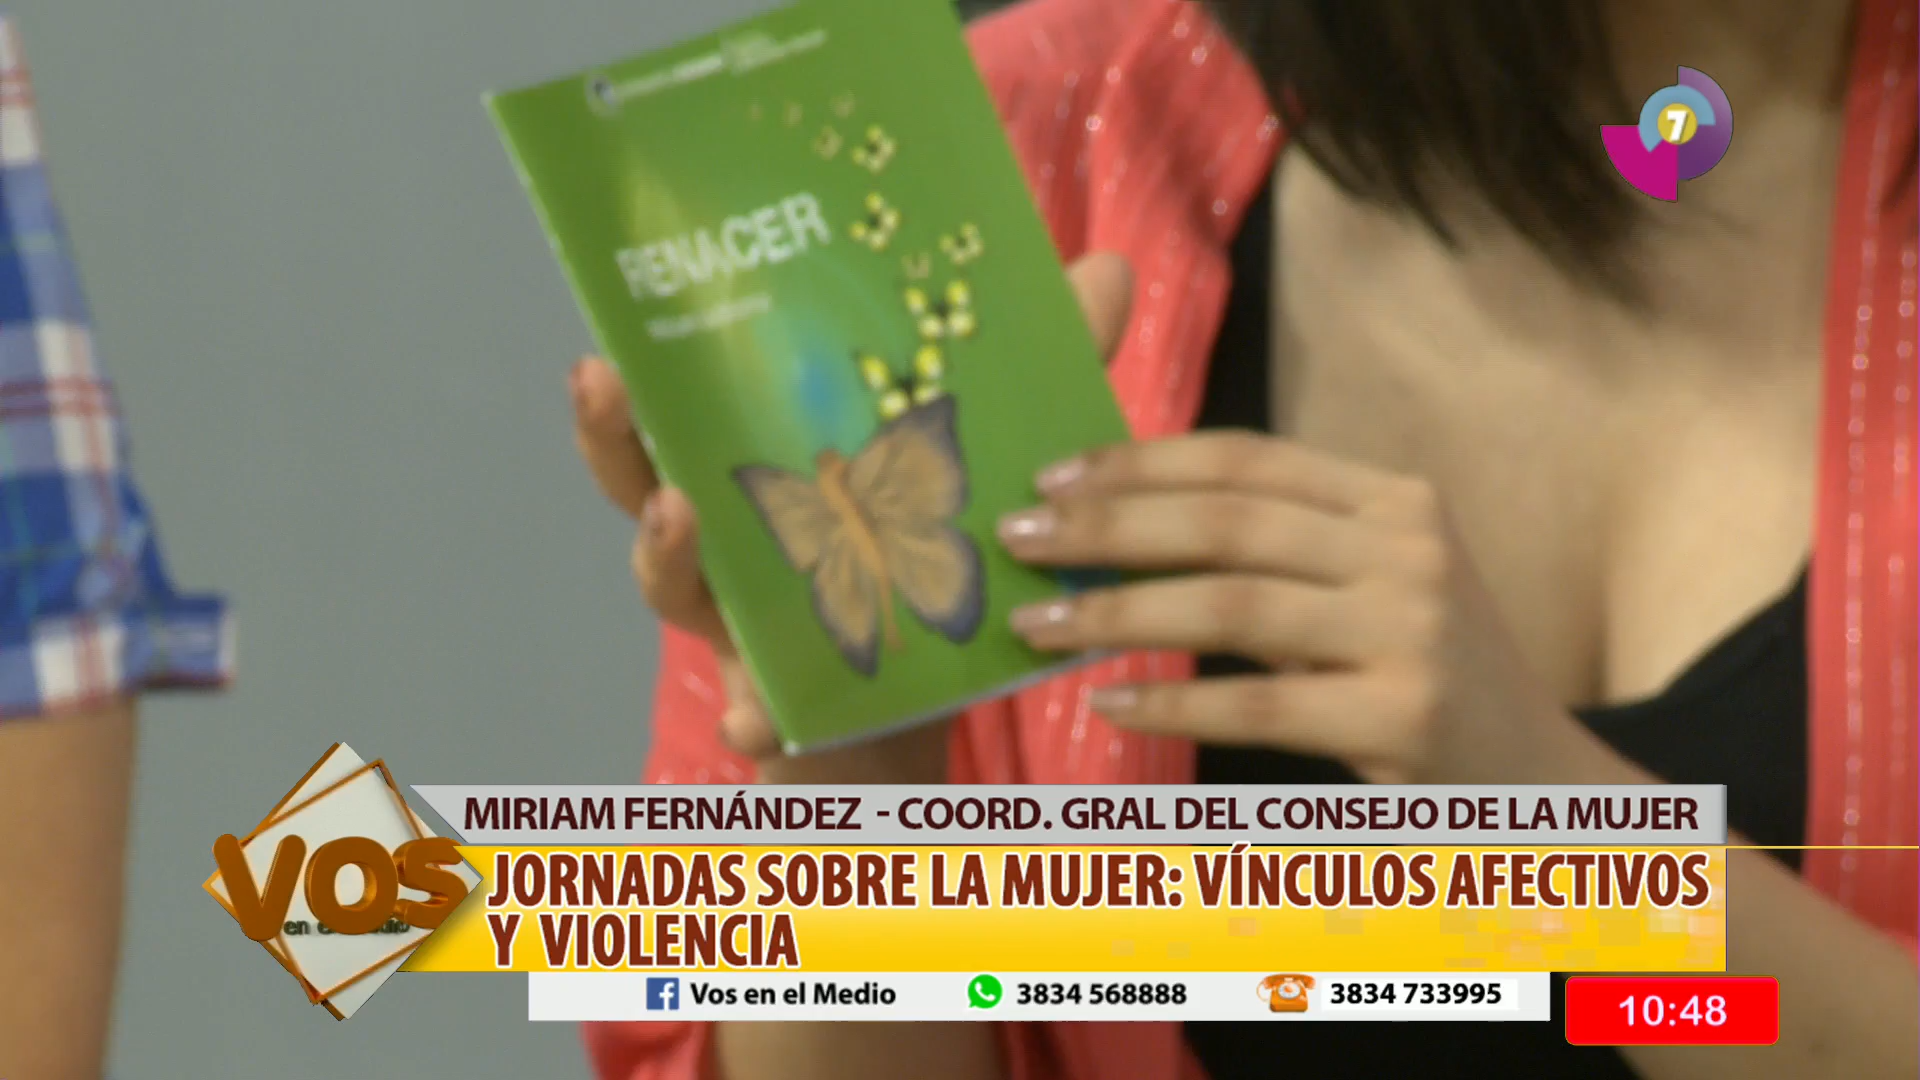 RENACER
7
MIRIAM FERNÁNDEZ - COORD. GRAL DEL CONSEJO DE LA MUJER
VOS
JORNADAS SOBRE LA MUJER: VÍNCULOS AFECTIVOS
Y VIOLENCIA
Vos en el Medio 3834 568888 3834 733995
10:48